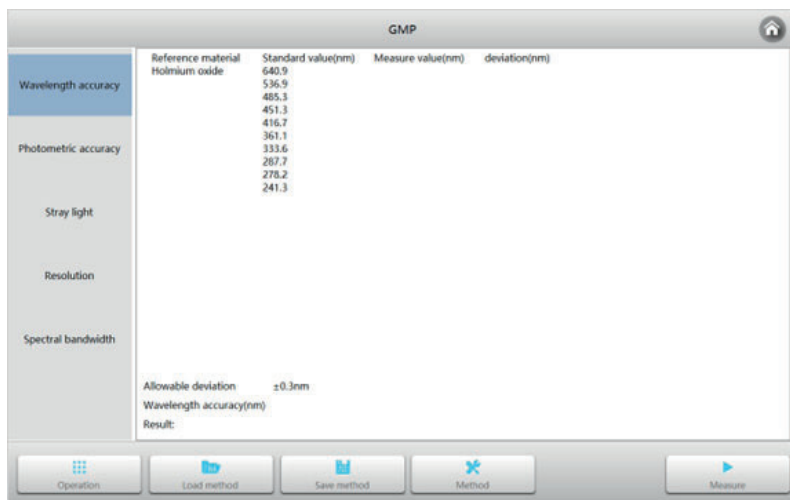 GMP
Wavelength accuracy
Photometric accuracy
Stray light
Resolution
Spectral bandwidth
Reference material Standard value(nm) Measure value(nm) deviation(nm)
Holmium oxide 640.9
536.9
485.3
451.3
416.7
361.1
333.6
287.7
278.2
241.3
Allowable deviation ±0.3nm
Wavelength accuracy(nm)
Result:
Operation Load method Save method Method Measure